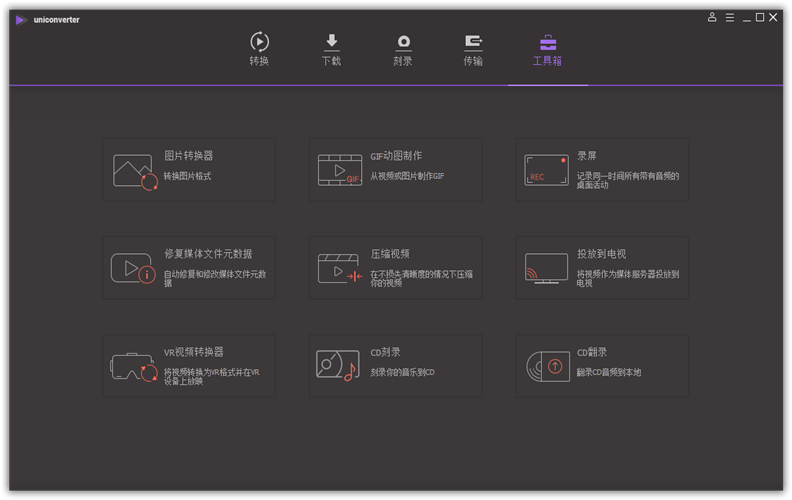 uniconverter
转换 下载 刻录 传输 工具箱
图片转换器
转换图片格式
GIF动图制作
从视频或图片制作GIF
GIF
录屏
记录同一时间所有带有音频的
桌面活动
REC
修复媒体文件元数据
自动修复和修改媒体文件元数
据
压缩视频
在不损失清晰度的情况下压缩
你的视频
投放到电视
将视频作为媒体服务器投放到
电视
VR视频转换器
将视频转换为VR格式并在VR
设备上放映
CD刻录
刻录你的音乐到CD
CD翻录
翻录CD音频到本地